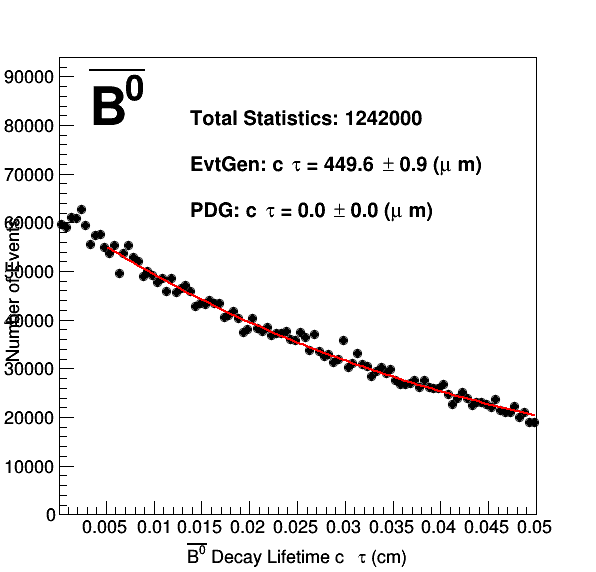 B⁰
Total Statistics: 1242000
EvtGen: c τ = 449.6 ± 0.9 (μ m)
PDG: c τ = 0.0 ± 0.0 (μ m)
Number of Events
90000
80000
70000
60000
50000
40000
30000
20000
10000
0
0.005 0.01 0.015 0.02 0.025 0.03 0.035 0.04 0.045 0.05
B⁰ Decay Lifetime c τ (cm)